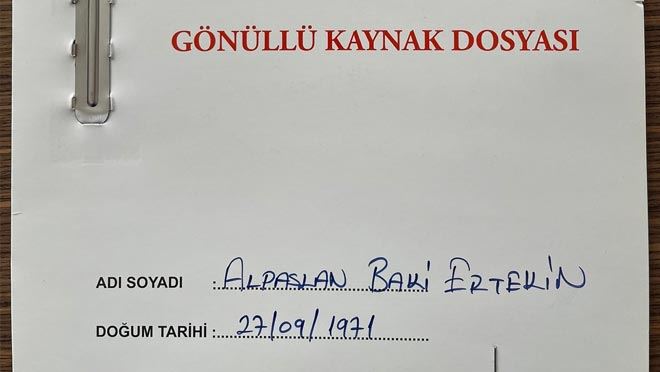 GÖNÜLLÜ KAYNAK DOSYASI
ADI SOYADI : ALPASLAN BAKİ ERTEKİN
DOĞUM TARİHİ : 27/09/1971